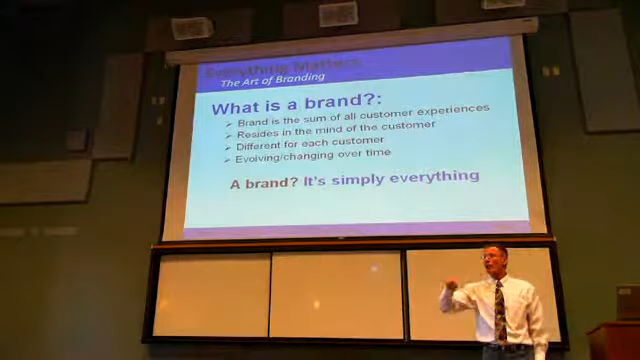 Everything Matters:
The Art of Branding
What is a brand?:
➢ Brand is the sum of all customer experiences
➢ Resides in the mind of the customer
➢ Different for each customer
➢ Evolving/changing over time
A brand? It's simply everything